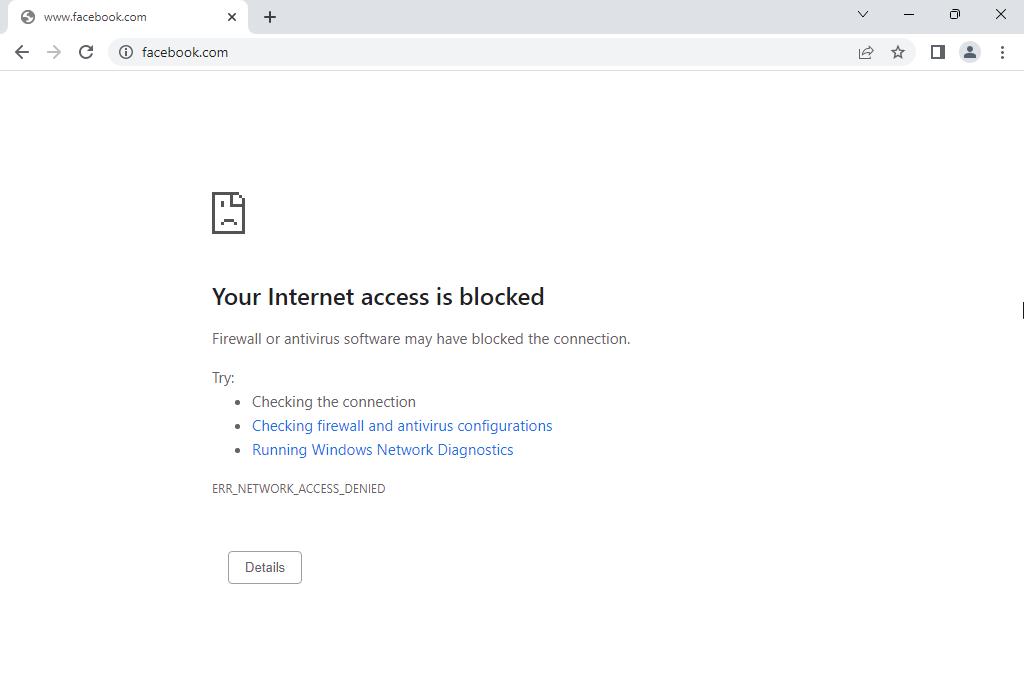 www.facebook.com
facebook.com
Your Internet access is blocked
Firewall or antivirus software may have blocked the connection.
Try:
Checking the connection
Checking firewall and antivirus configurations
Running Windows Network Diagnostics
ERR_NETWORK_ACCESS_DENIED
Details